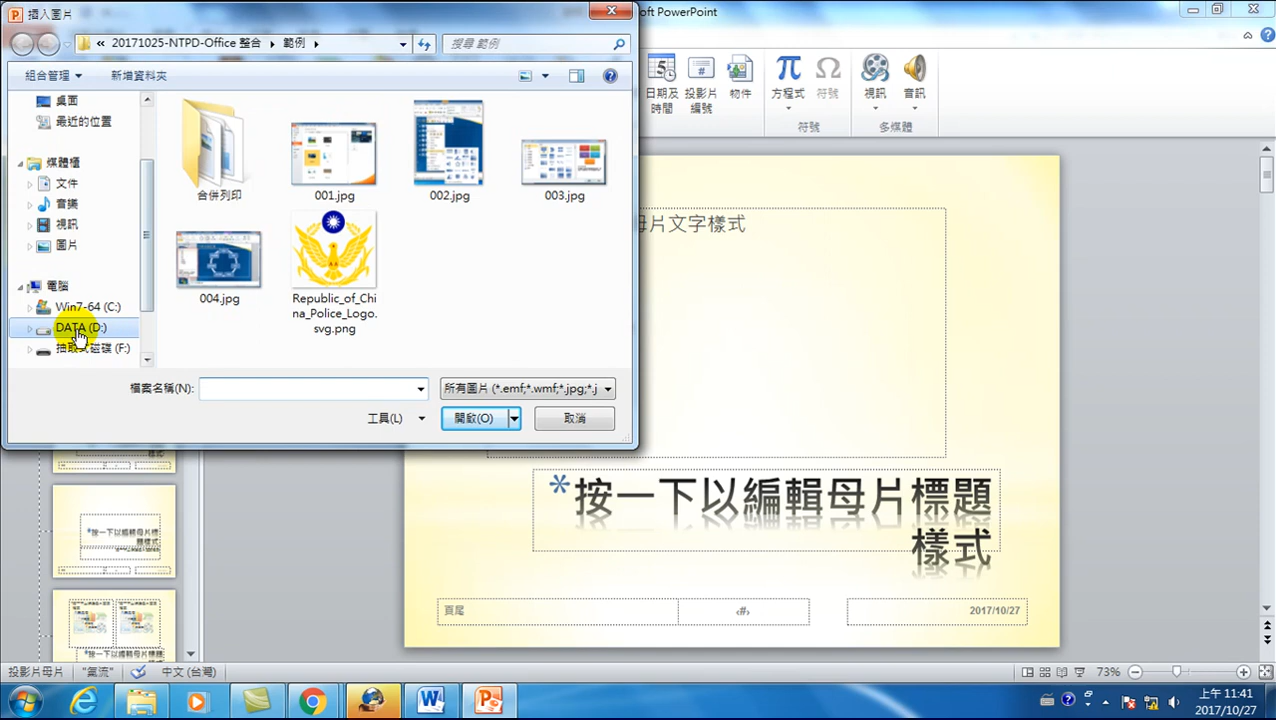 插入圖片
soft PowerPoint
« 20171025-NTPD-Office 整合 ▸ 範例 ▸
搜尋 範例
組合管理
新增資料夾
桌面
最近的位置
媒體櫃
文件
音樂
視訊
圖片
電腦
Win7-64 (C:)
DATA (D:)
抽取式磁碟 (F:)
合併列印
001.jpg
002.jpg
003.jpg
004.jpg
Republic_of_Chi
na_Police_Logo.
svg.png
檔案名稱(N):
所有圖片 (*.emf;*.wmf;*.jpg;*.j
工具(L)
開啟(O)
取消
日期及
時間
投影片
編號
物件
方程式
符號
視訊
音訊
符號
多媒體
母片文字樣式
*按一下以編輯母片標題
樣式
頁尾
‹#›
2017/10/27
*按一下以編輯母片標
題樣式
投影片母片
"氣流"
中文 (台灣)
73%
上午 11:41
2017/10/27